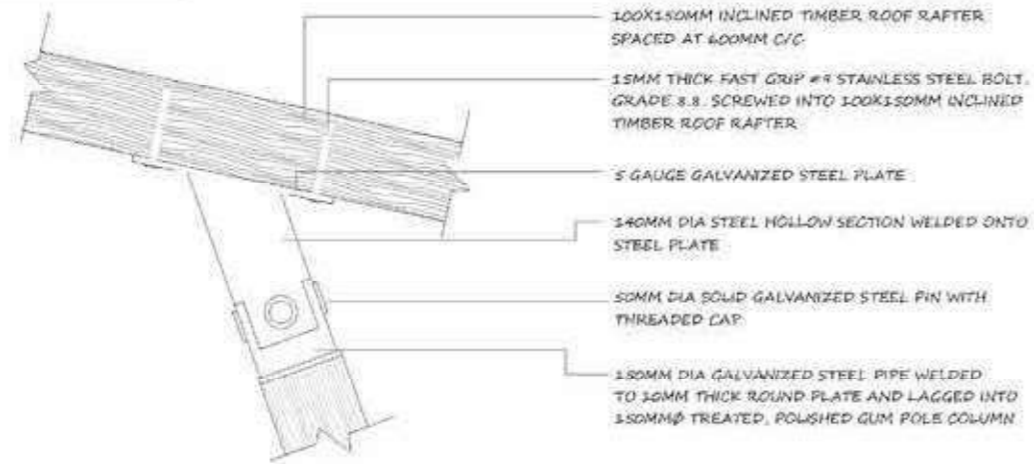 100X150MM INCLINED TIMBER ROOF RAFTER
SPACED AT 600MM C/C
15MM THICK FAST GRIP #9 STAINLESS STEEL BOLT.
GRADE 8.8. SCREWED INTO 100X150MM INCLINED
TIMBER ROOF RAFTER
5 GAUGE GALVANIZED STEEL PLATE
140MM DIA STEEL HOLLOW SECTION WELDED ONTO
STEEL PLATE
50MM DIA SOLID GALVANIZED STEEL PIN WITH
THREADED CAP
150MM DIA GALVANIZED STEEL PIPE WELDED
TO 10MM THICK ROUND PLATE AND LAGGED INTO
150MMØ TREATED, POLISHED GUM POLE COLUMN